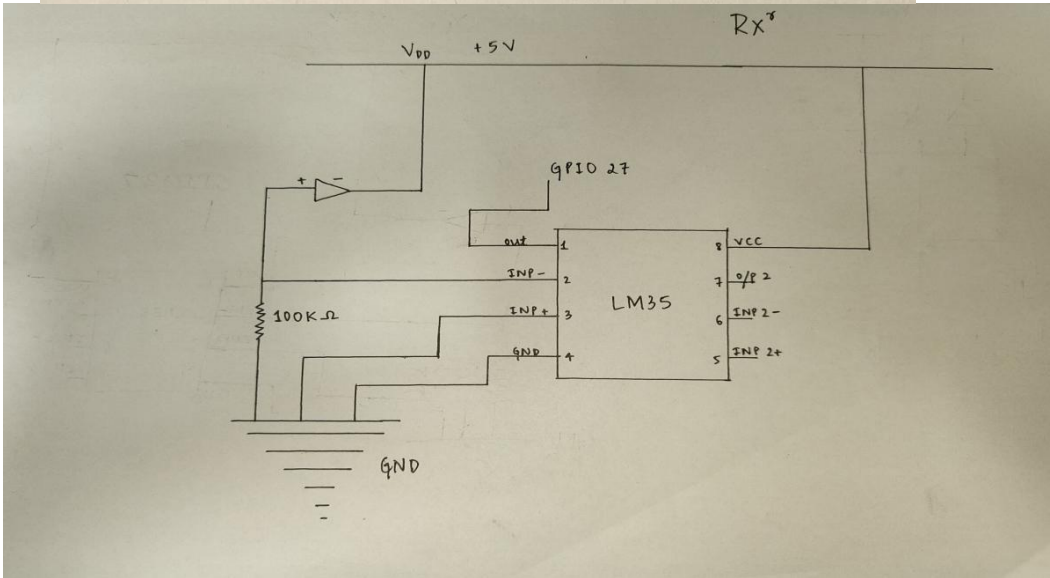 Rxʳ
VDD +5V
GPIO 27
+ -
out 1
8 VCC
INP- 2
7 O/P 2
LM35
100KΩ
INP+ 3
6 INP 2-
GND 4
5 INP 2+
GND